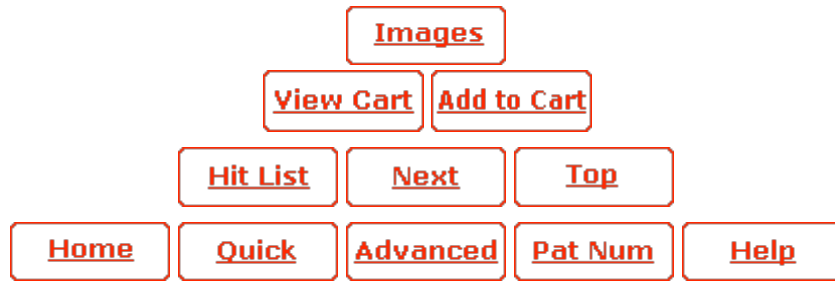 Images
View Cart Add to Cart
Hit List Next Top
Home Quick Advanced Pat Num Help